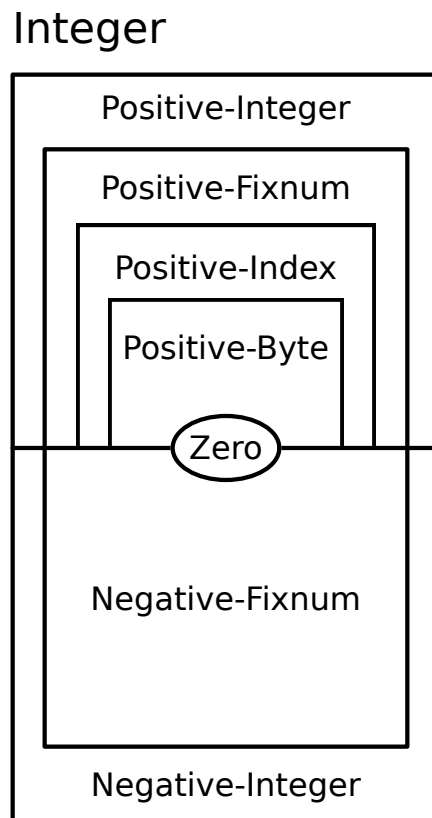 Integer
Positive-Integer
Positive-Fixnum
Positive-Index
Positive-Byte
Zero
Negative-Fixnum
Negative-Integer